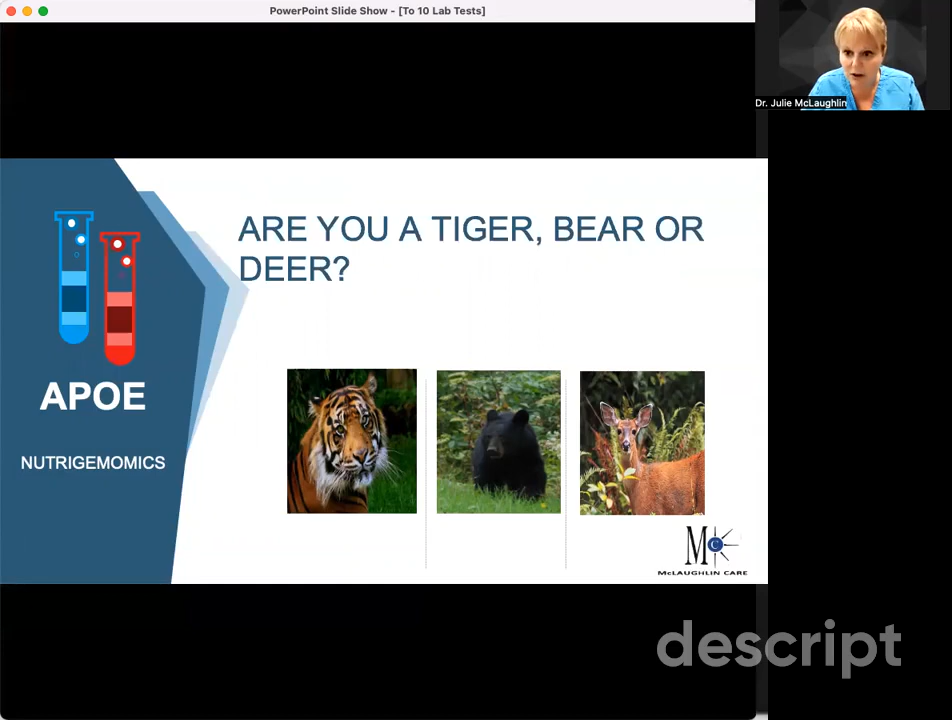 PowerPoint Slide Show - [To 10 Lab Tests]
Dr. Julie McLaughlin
ARE YOU A TIGER, BEAR OR
DEER?
APOE
NUTRIGEMOMICS
M
C
McLAUGHLIN CARE
descript